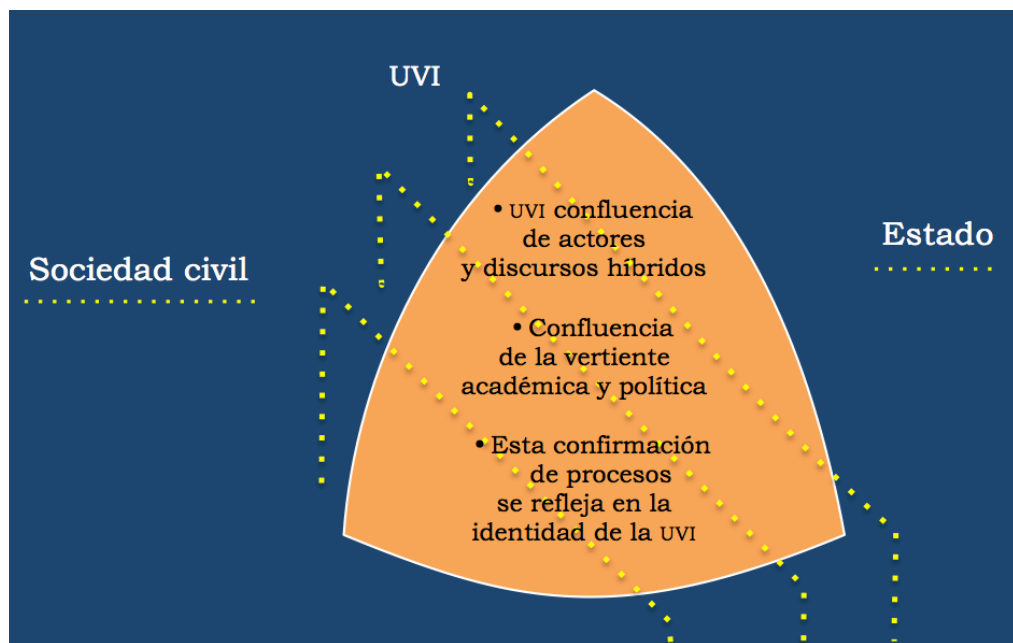 UVI
Sociedad civil
Estado
• UVI confluencia
de actores
y discursos híbridos
• Confluencia
de la vertiente
académica y política
• Esta confirmación
de procesos
se refleja en la
identidad de la UVI